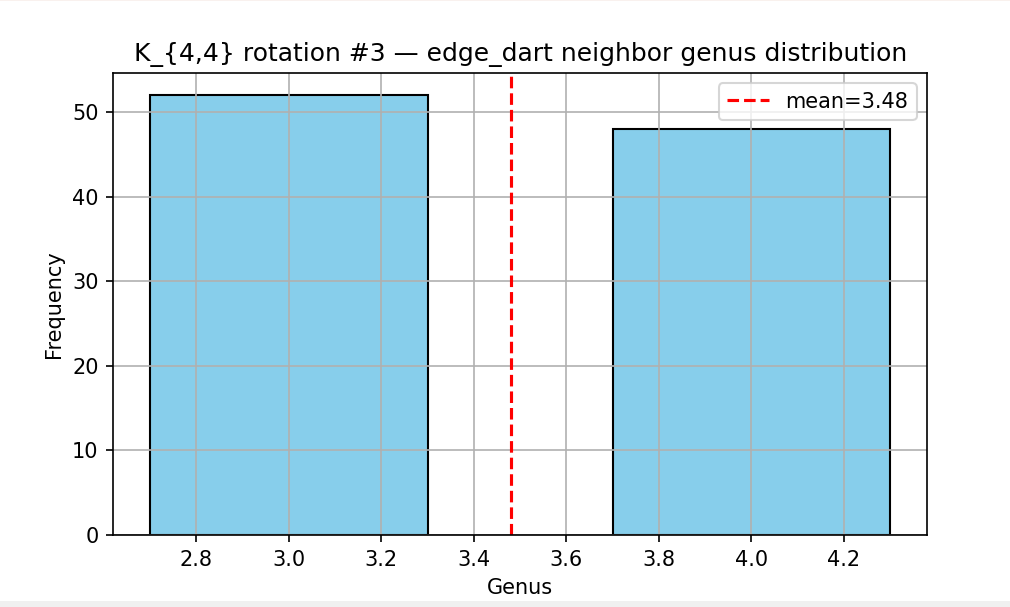 K_{4,4} rotation #3 — edge_dart neighbor genus distribution
mean=3.48
50
40
30
20
10
0
Frequency
2.8 3.0 3.2 3.4 3.6 3.8 4.0 4.2
Genus